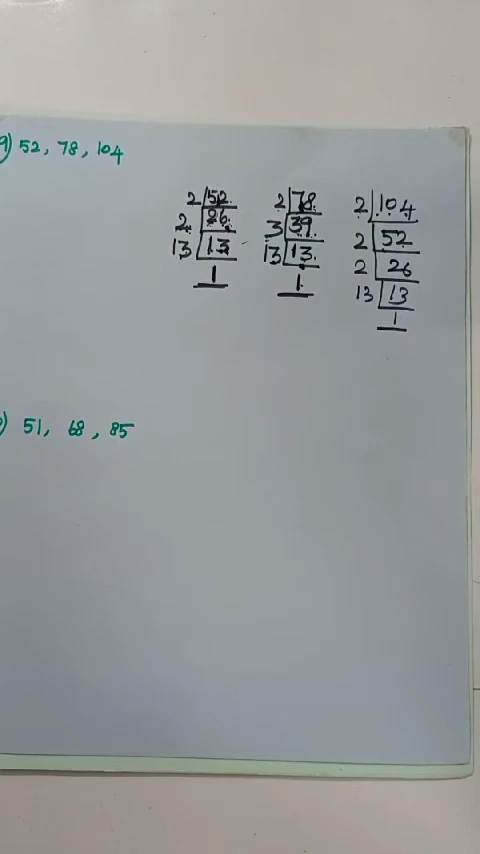 9) 52, 78, 104
2 52 2 78 2 104
2 26 3 39 2 52
13 13 13 13 2 26
1 1 13 13
1
) 51, 68, 85